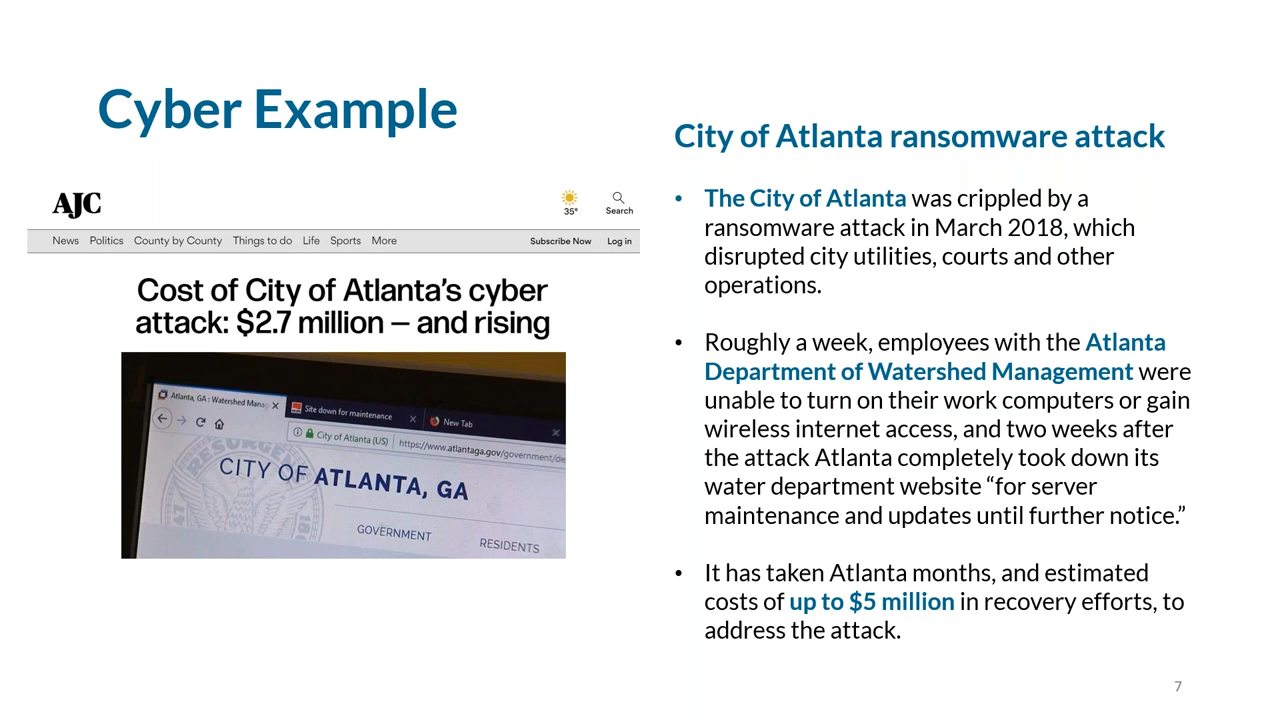 Cyber Example
AJC
35°
Search
News Politics County by County Things to do Life Sports More
Subscribe Now Log in
Cost of City of Atlanta’s cyber
attack: $2.7 million — and rising
Atlanta, GA : Watershed Manag
Site down for maintenance
New Tab
City of Atlanta (US)
https://www.atlantaga.gov/government/de
RESURGENS
CITY OF ATLANTA, GA
47
GOVERNMENT
RESIDENTS
City of Atlanta ransomware attack
• The City of Atlanta was crippled by a
ransomware attack in March 2018, which
disrupted city utilities, courts and other
operations.
• Roughly a week, employees with the Atlanta
Department of Watershed Management were
unable to turn on their work computers or gain
wireless internet access, and two weeks after
the attack Atlanta completely took down its
water department website “for server
maintenance and updates until further notice.”
• It has taken Atlanta months, and estimated
costs of up to $5 million in recovery efforts, to
address the attack.
7